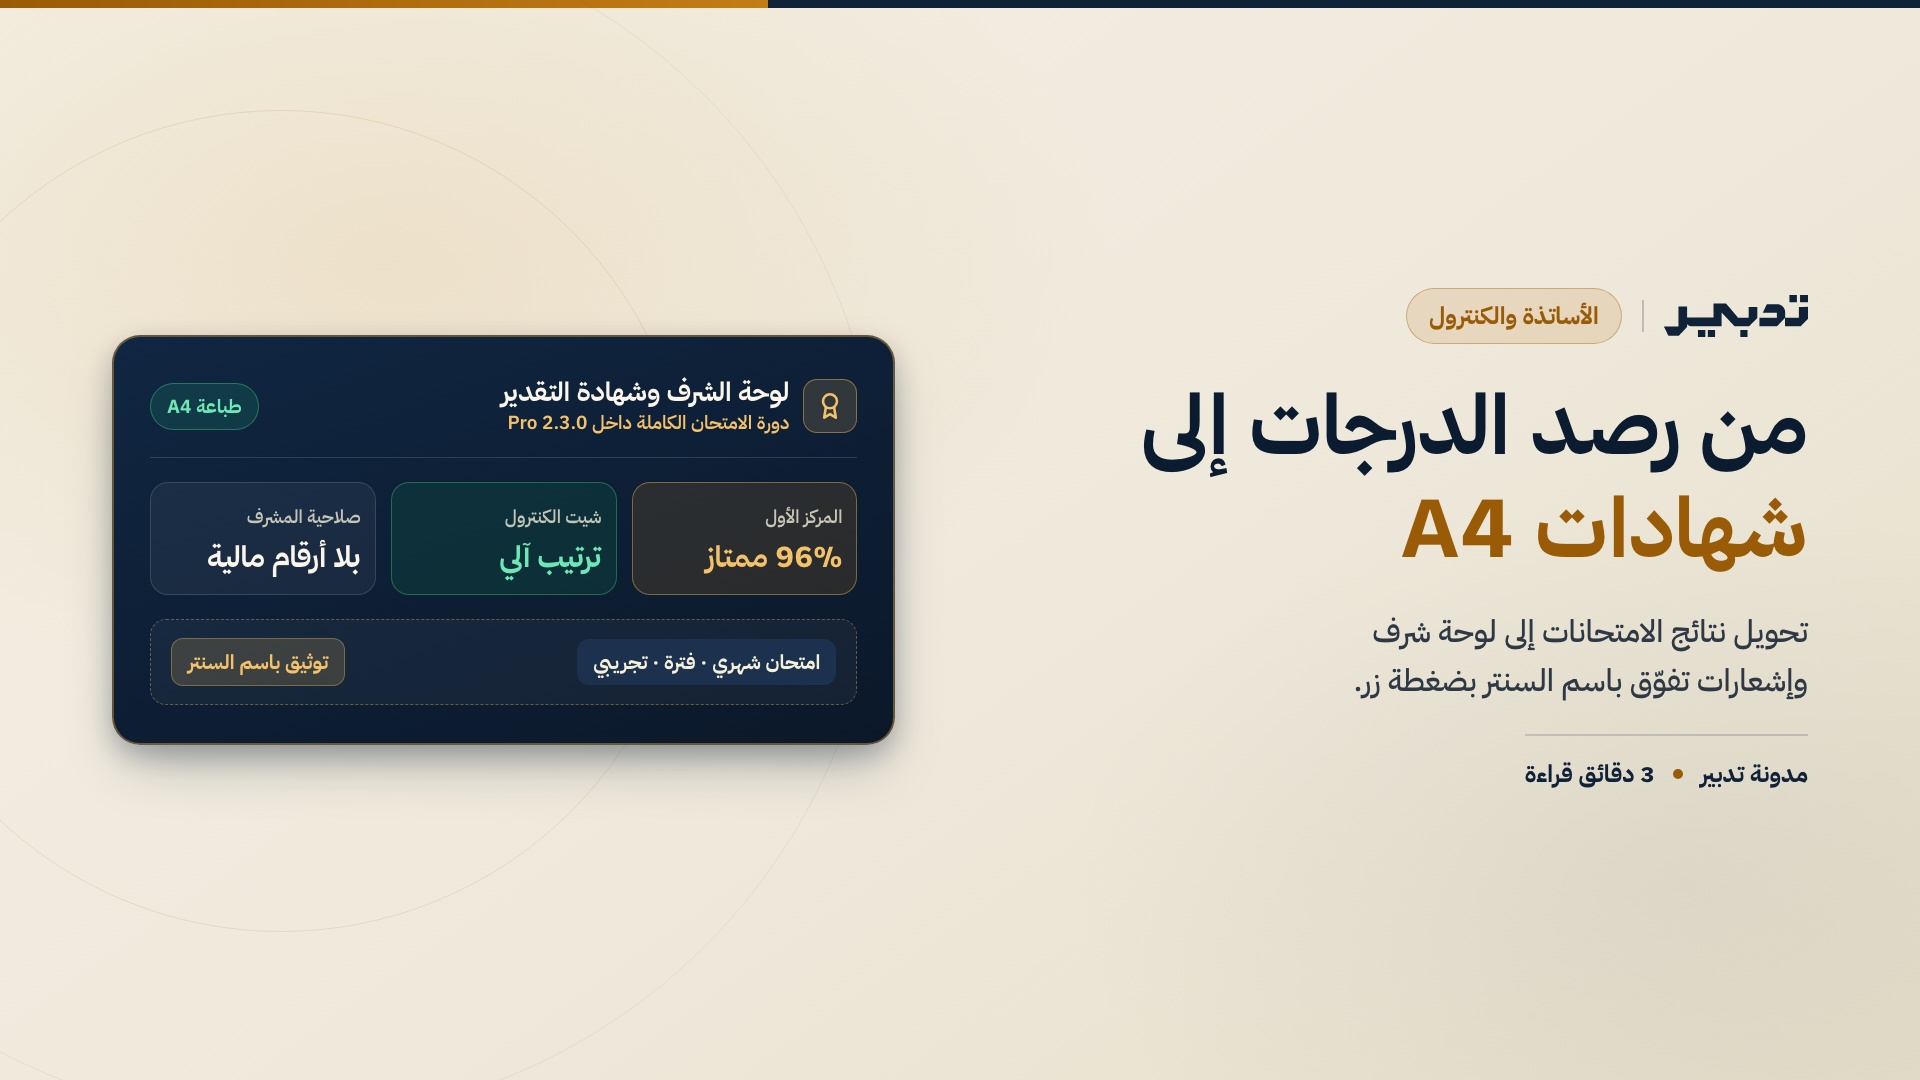 تدبير
الأساتذة والكنترول
من رصد الدرجات إلى
شهادات A4
تحويل نتائج الامتحانات إلى لوحة شرف
وإشعارات تفوّق باسم السنتر بضغطة زر.
مدونة تدبير • 3 دقائق قراءة
لوحة الشرف وشهادة التقدير
دورة الامتحان الكاملة داخل Pro 2.3.0
طباعة A4
المركز الأول
96% ممتاز
شيت الكنترول
ترتيب آلي
صلاحية المشرف
بلا أرقام مالية
امتحان شهري · فترة · تجريبي
توثيق باسم السنتر